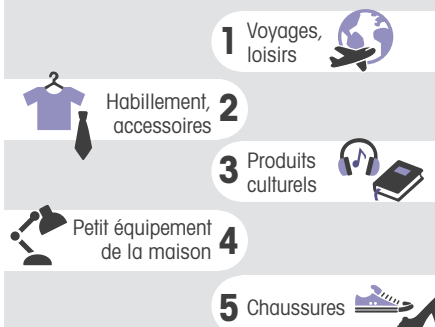 1 Voyages,
loisirs
Habillement, 2
accessoires
3 Produits
culturels
Petit équipement 4
de la maison
5 Chaussures